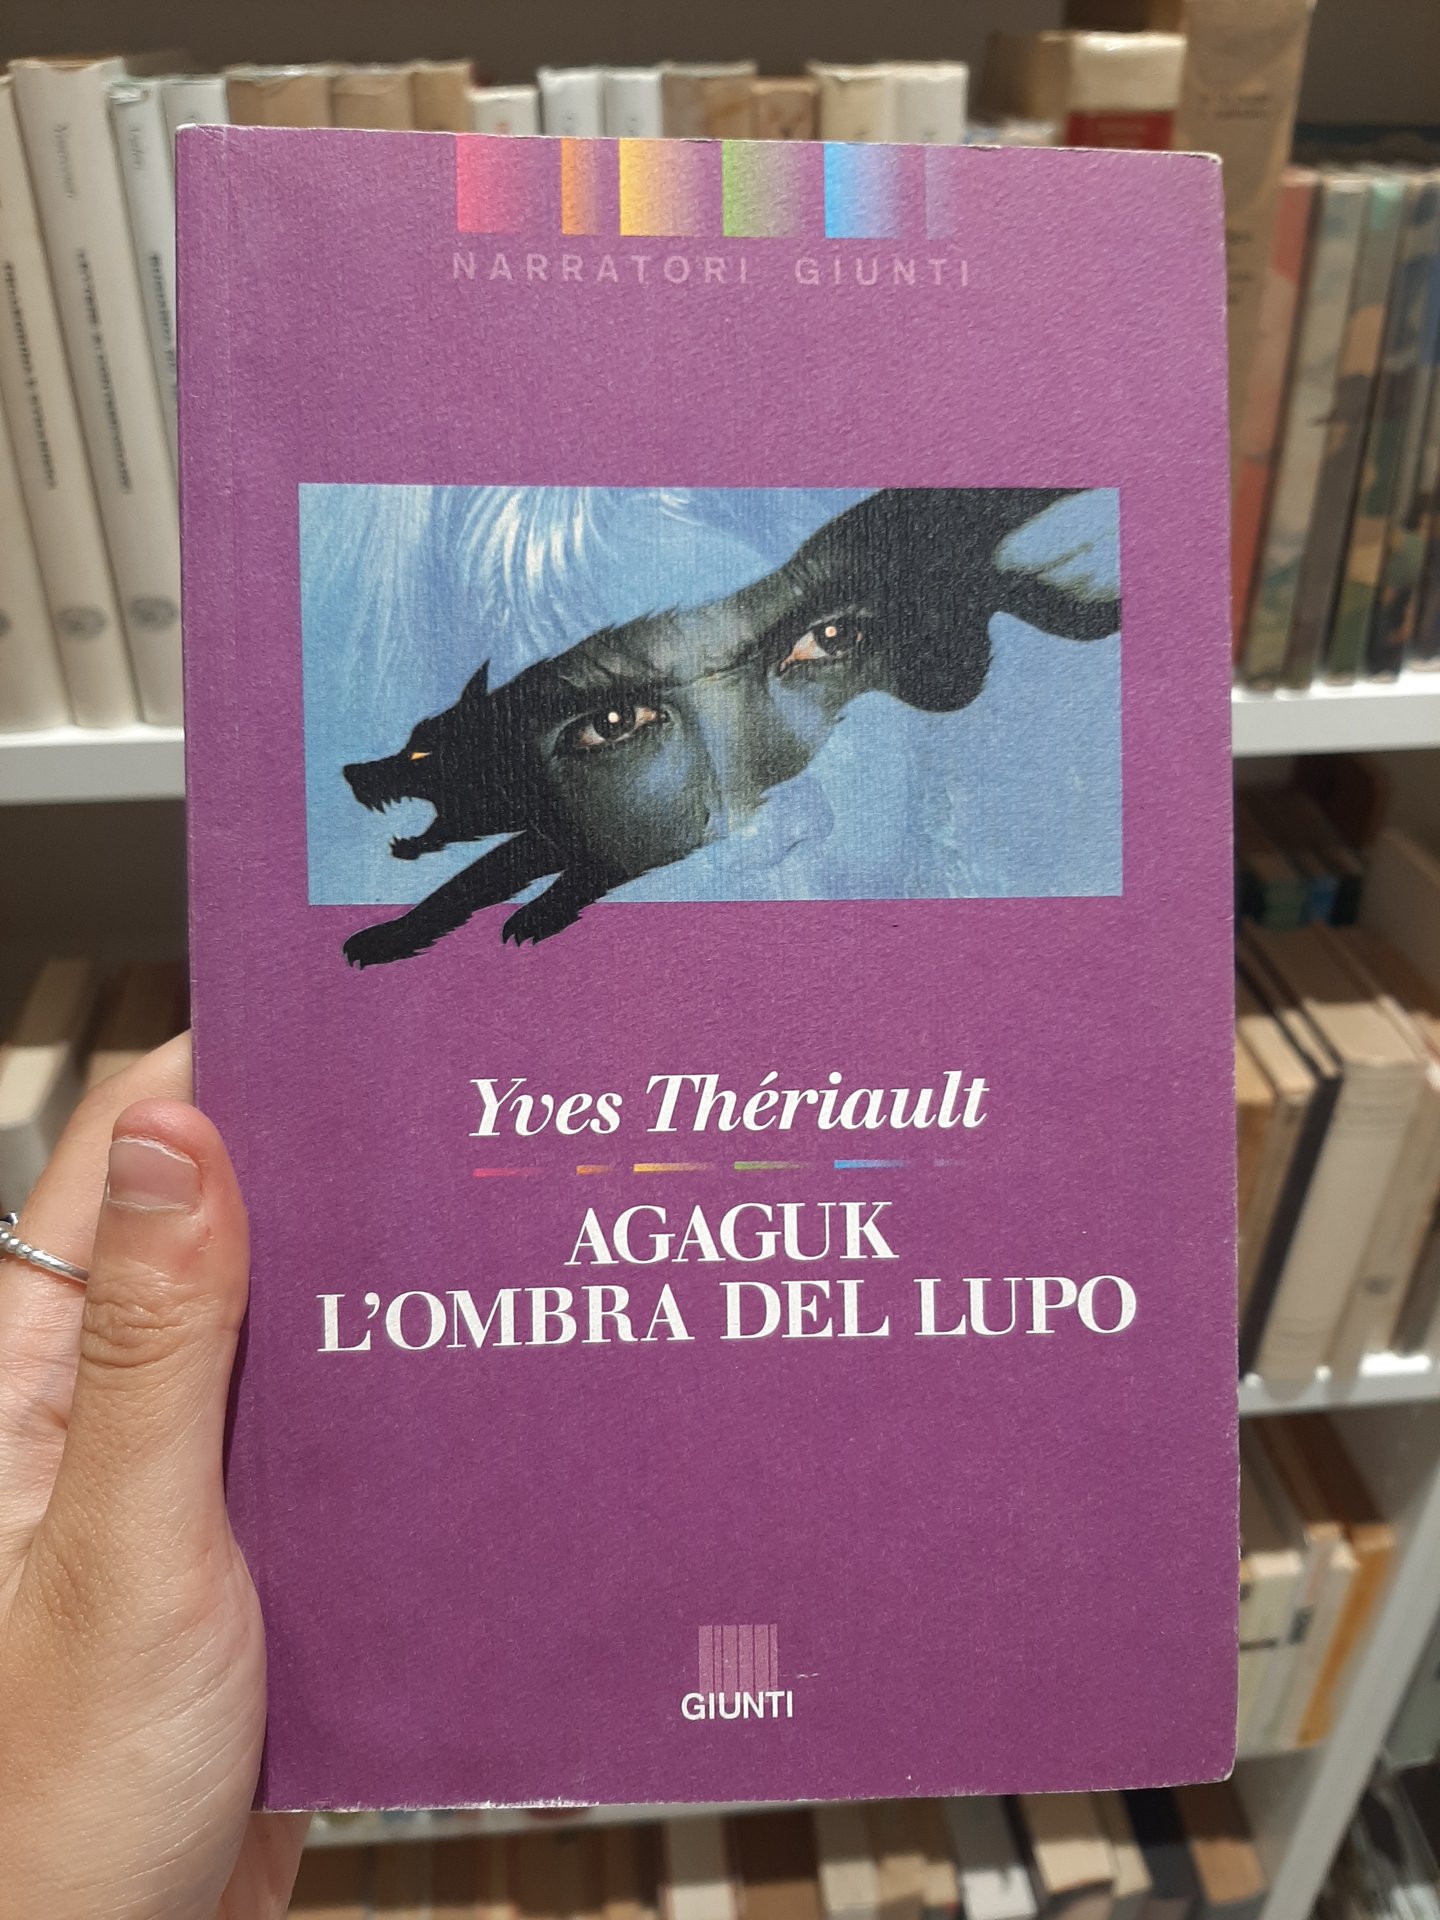 NARRATORI GIUNTI
Yves Thériault
AGAGUK
L'OMBRA DEL LUPO
GIUNTI